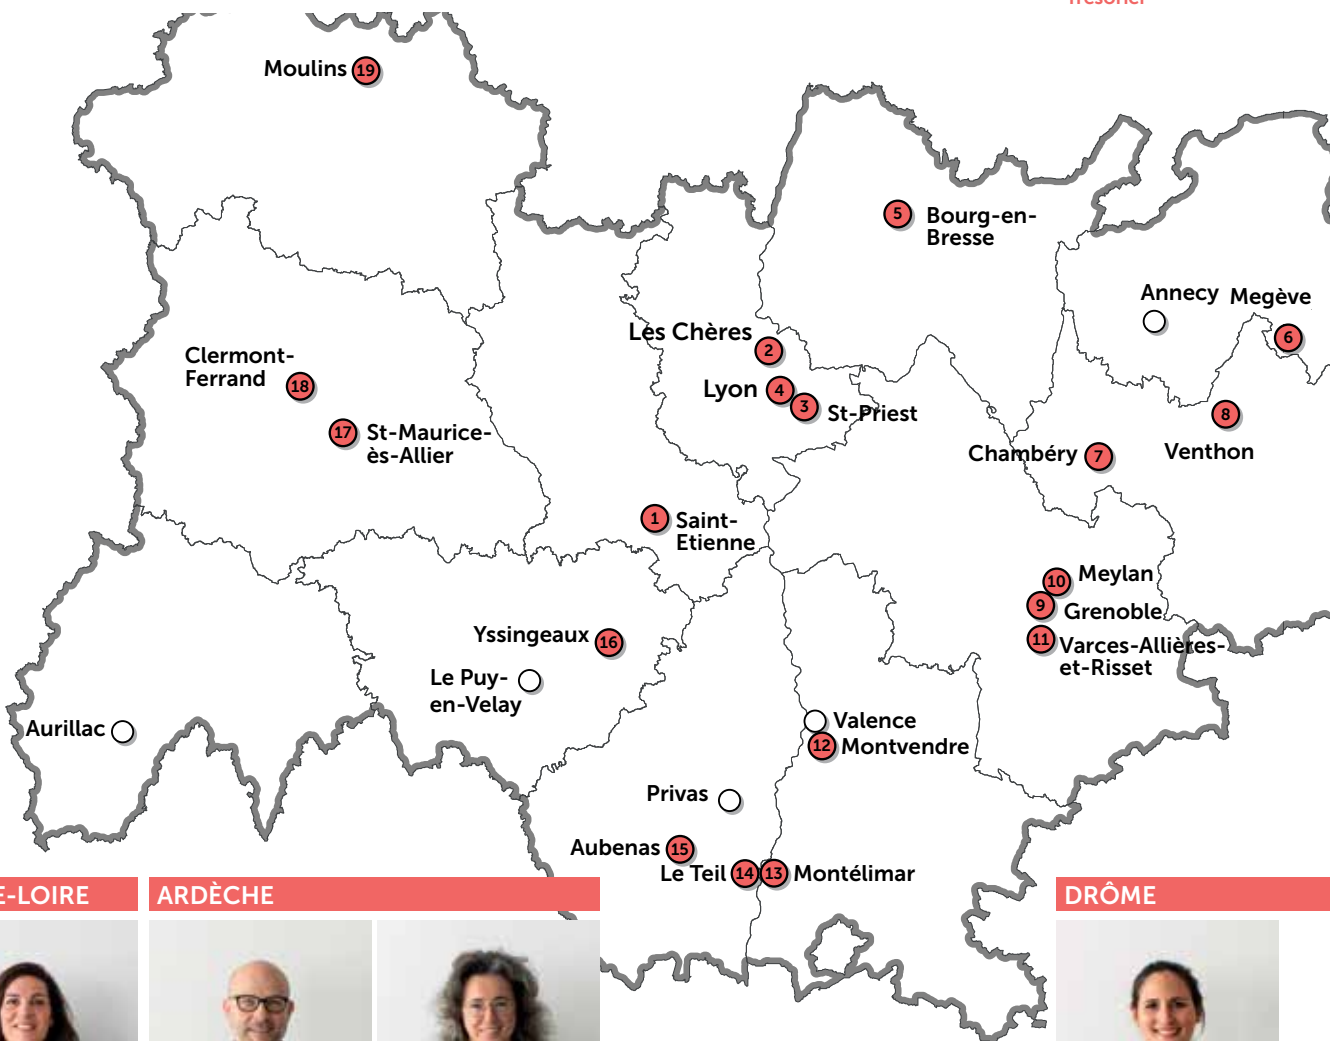 Trésorier
Moulins 19
5 Bourg-en-
Bresse
Annecy Megève
6
Les Chères
2
Clermont-
Ferrand 18
Lyon 4
3 St-Priest
8
Venthon
17 St-Maurice-
ès-Allier
Chambéry 7
1 Saint-
Etienne
10 Meylan
9 Grenoble
11 Varces-Allières-
et-Risset
Yssingeaux 16
Le Puy-
en-Velay
Aurillac
Valence
12 Montvendre
Privas
Aubenas 15
Le Teil 14 13 Montélimar
E-LOIRE
ARDÈCHE
DRÔME